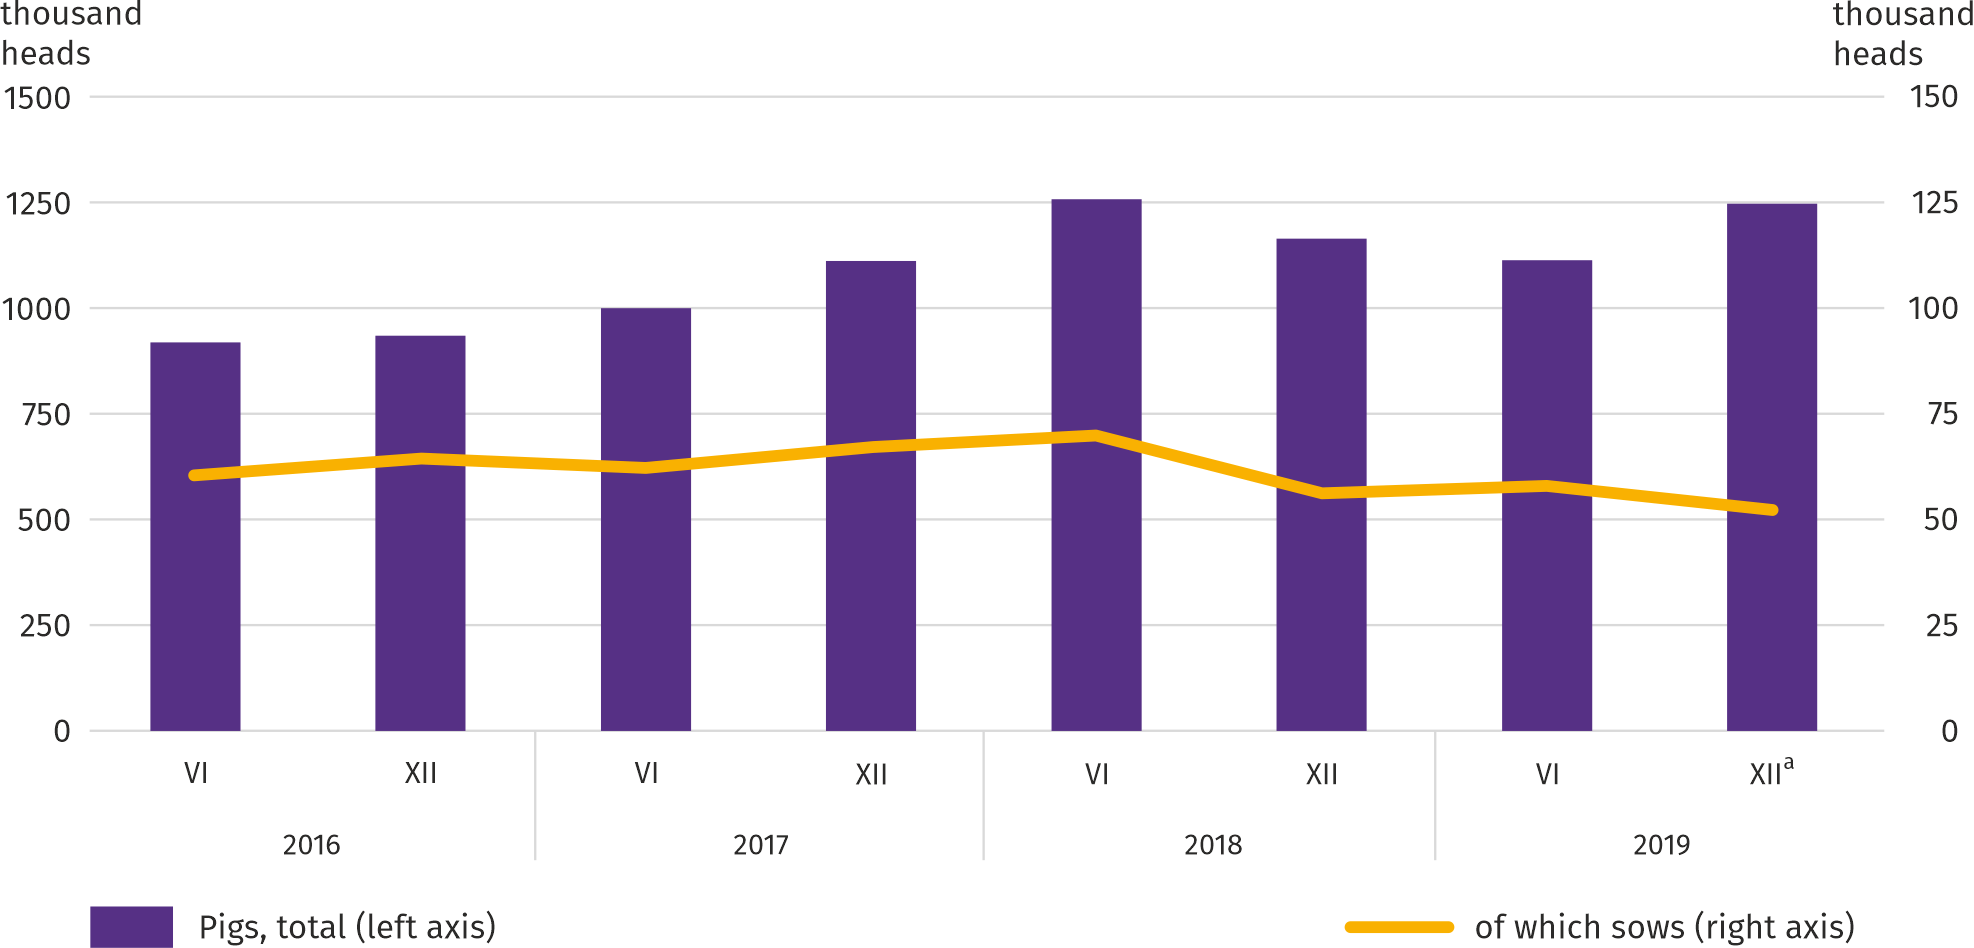 thousand
heads
thousand
heads
1500
150
1250
125
1000
100
750
75
500
50
250
25
0
0
VI XII VI XII VI XII VI XIIᵃ
2016 2017 2018 2019
Pigs, total (left axis)
of which sows (right axis)